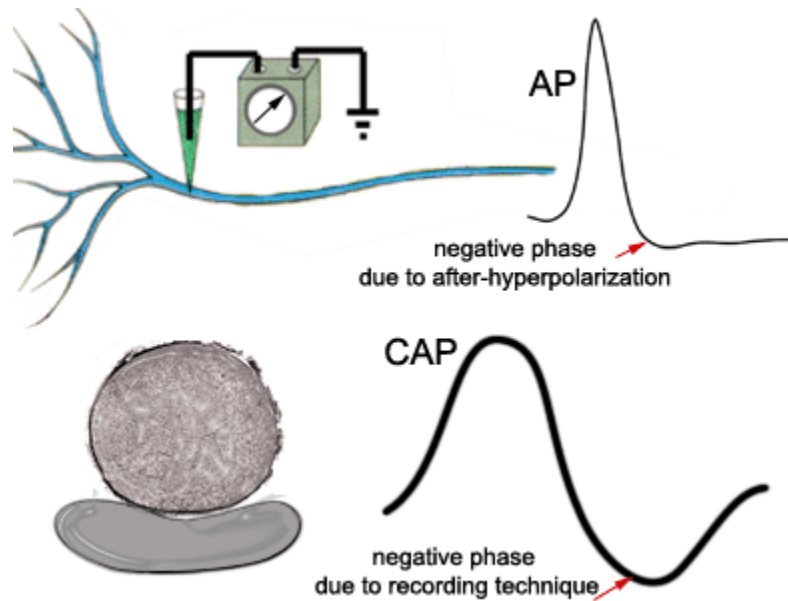 AP
negative phase
due to after-hyperpolarization
CAP
negative phase
due to recording technique